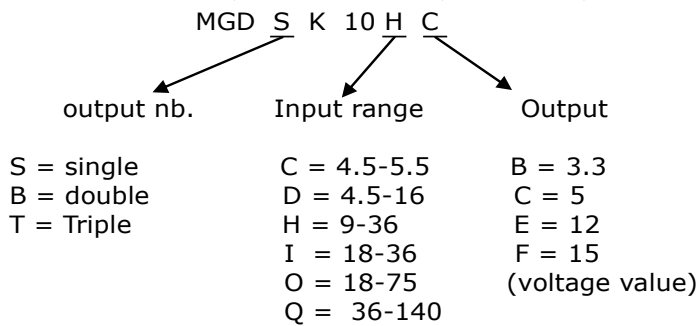 MGD S K 10 H C
output nb. Input range Output
S = single C = 4.5-5.5 B = 3.3
B = double D = 4.5-16 C = 5
T = Triple H = 9-36 E = 12
I = 18-36 F = 15
O = 18-75 (voltage value)
Q = 36-140